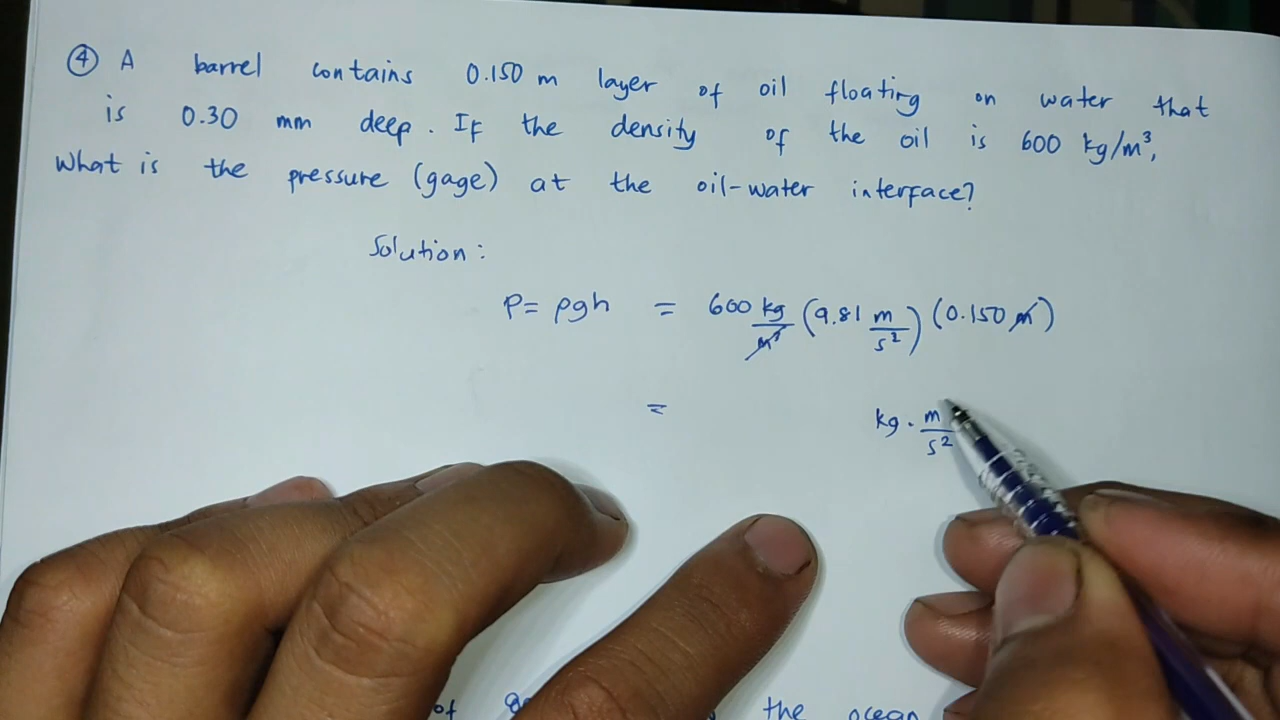 ④ A barrel contains 0.150 m layer of oil floating on water that
is 0.30 mm deep. If the density of the oil is 600 kg/m³,
What is the pressure (gage) at the oil-water interface?
Solution:
P = ρgh = 600 kg/m³ (9.81 m/s²) (0.150 m)
= kg · m/s²
of the ocean